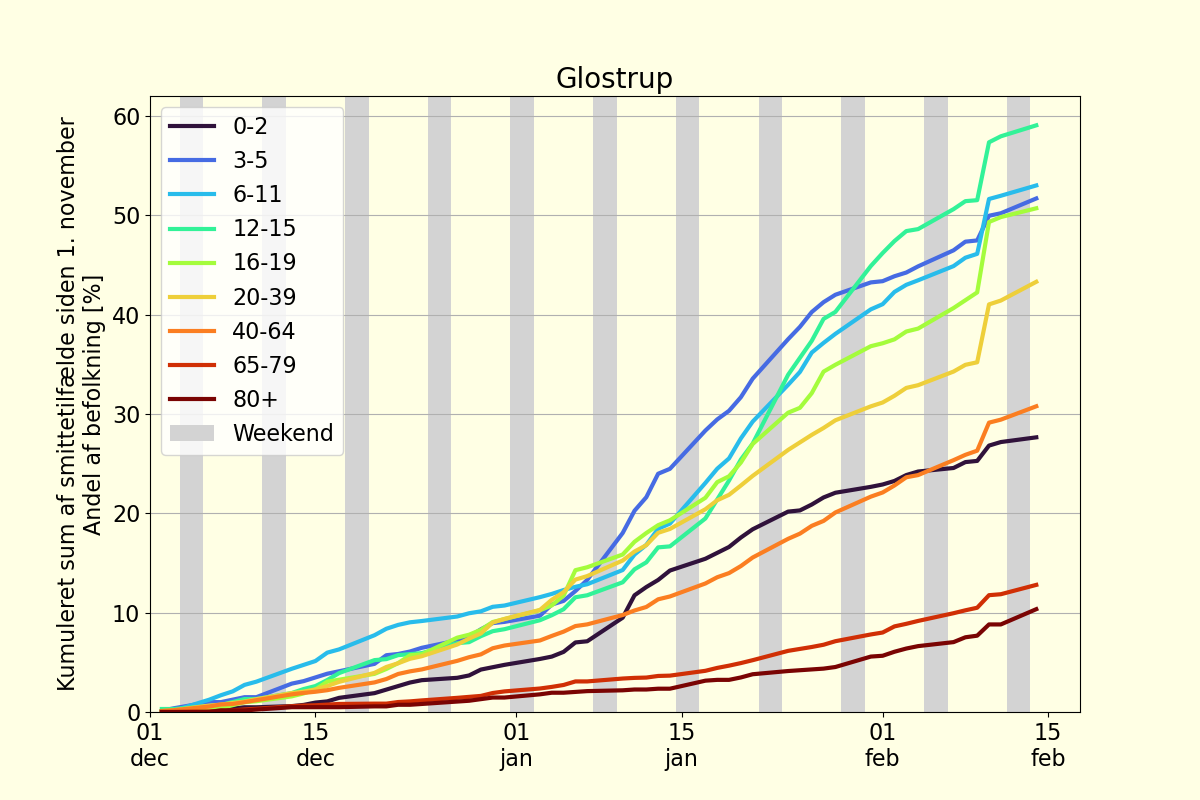 Glostrup
Kumuleret sum af smittetilfælde siden 1. november
Andel af befolkning [%]
60
50
40
30
20
10
0
0-2
3-5
6-11
12-15
16-19
20-39
40-64
65-79
80+
Weekend
01 15 01 15 01 15
dec dec jan jan feb feb